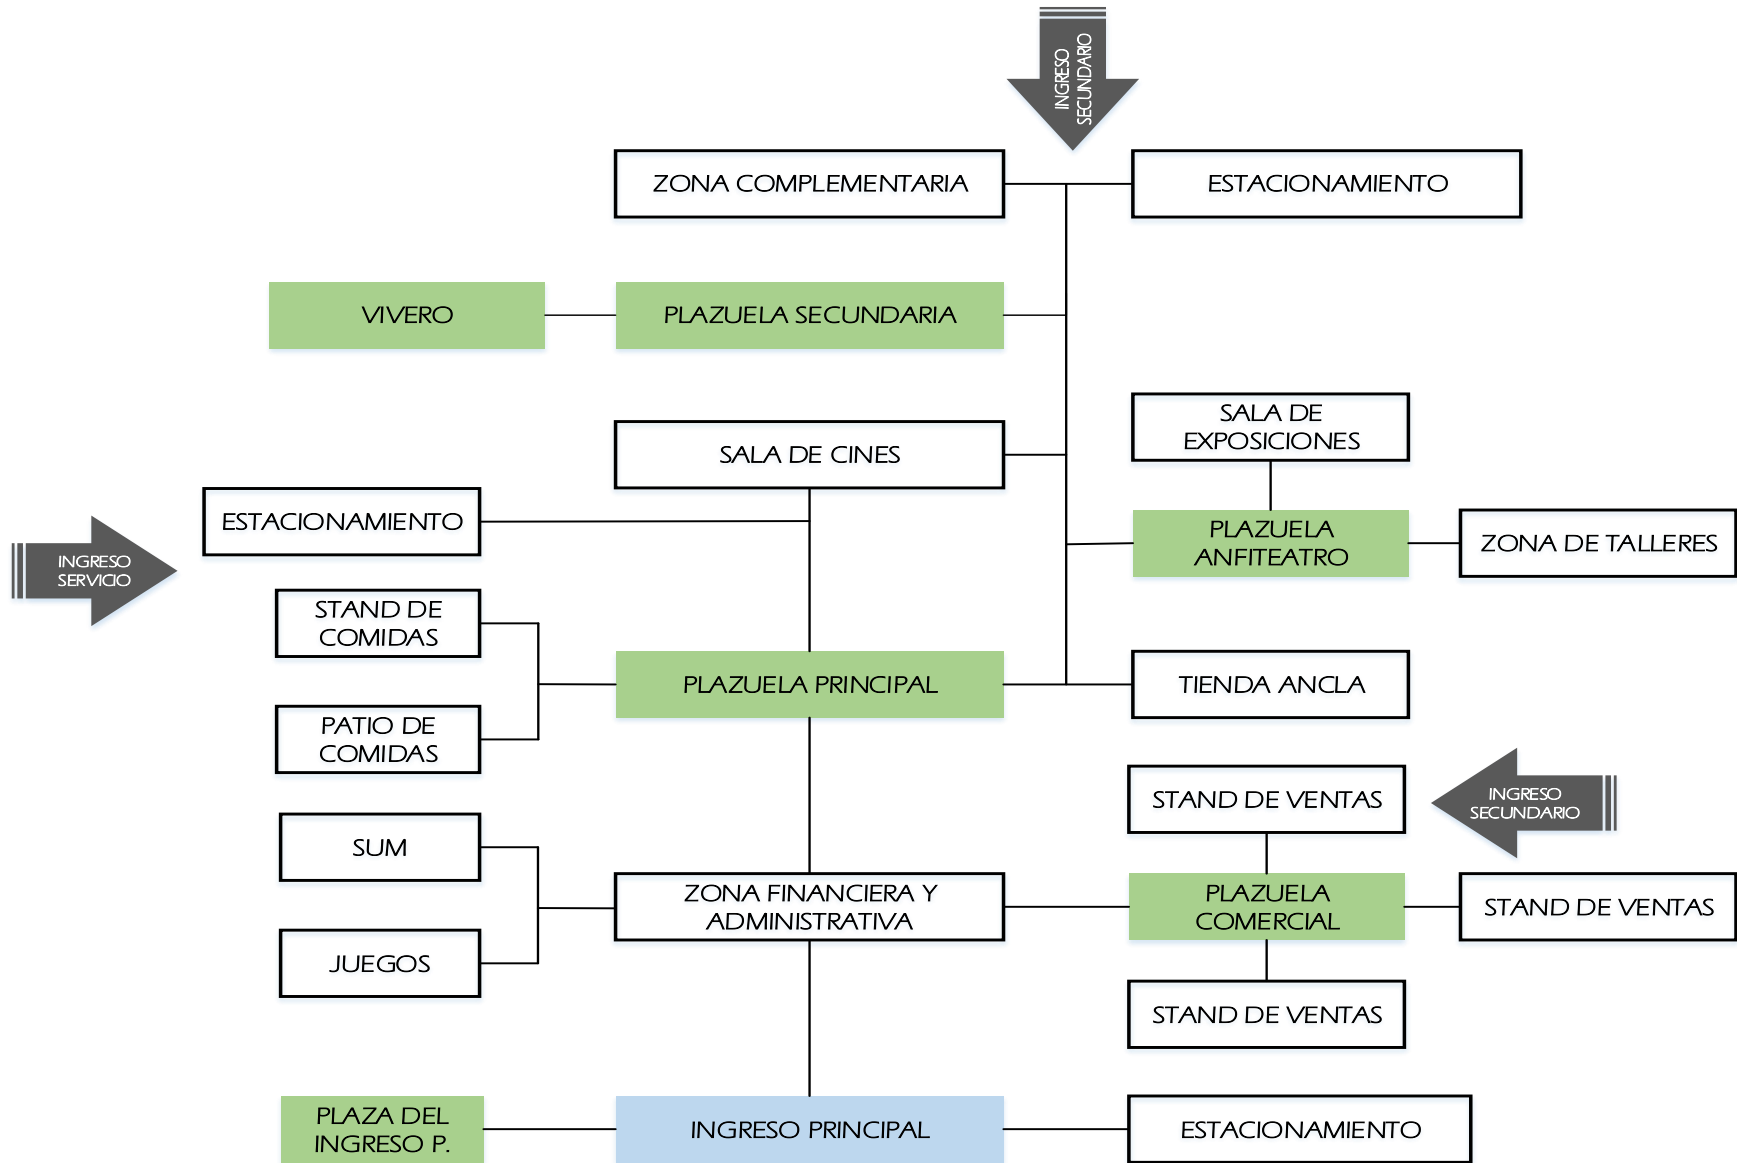 INGRESO
SECUNDARIO
ZONA COMPLEMENTARIA
ESTACIONAMIENTO
VIVERO
PLAZUELA SECUNDARIA
SALA DE
EXPOSICIONES
SALA DE CINES
ESTACIONAMIENTO
PLAZUELA
ANFITEATRO
ZONA DE TALLERES
INGRESO
SERVICIO
STAND DE
COMIDAS
PLAZUELA PRINCIPAL
TIENDA ANCLA
PATIO DE
COMIDAS
STAND DE VENTAS
INGRESO
SECUNDARIO
SUM
ZONA FINANCIERA Y
ADMINISTRATIVA
PLAZUELA
COMERCIAL
STAND DE VENTAS
JUEGOS
STAND DE VENTAS
PLAZA DEL
INGRESO P.
INGRESO PRINCIPAL
ESTACIONAMIENTO